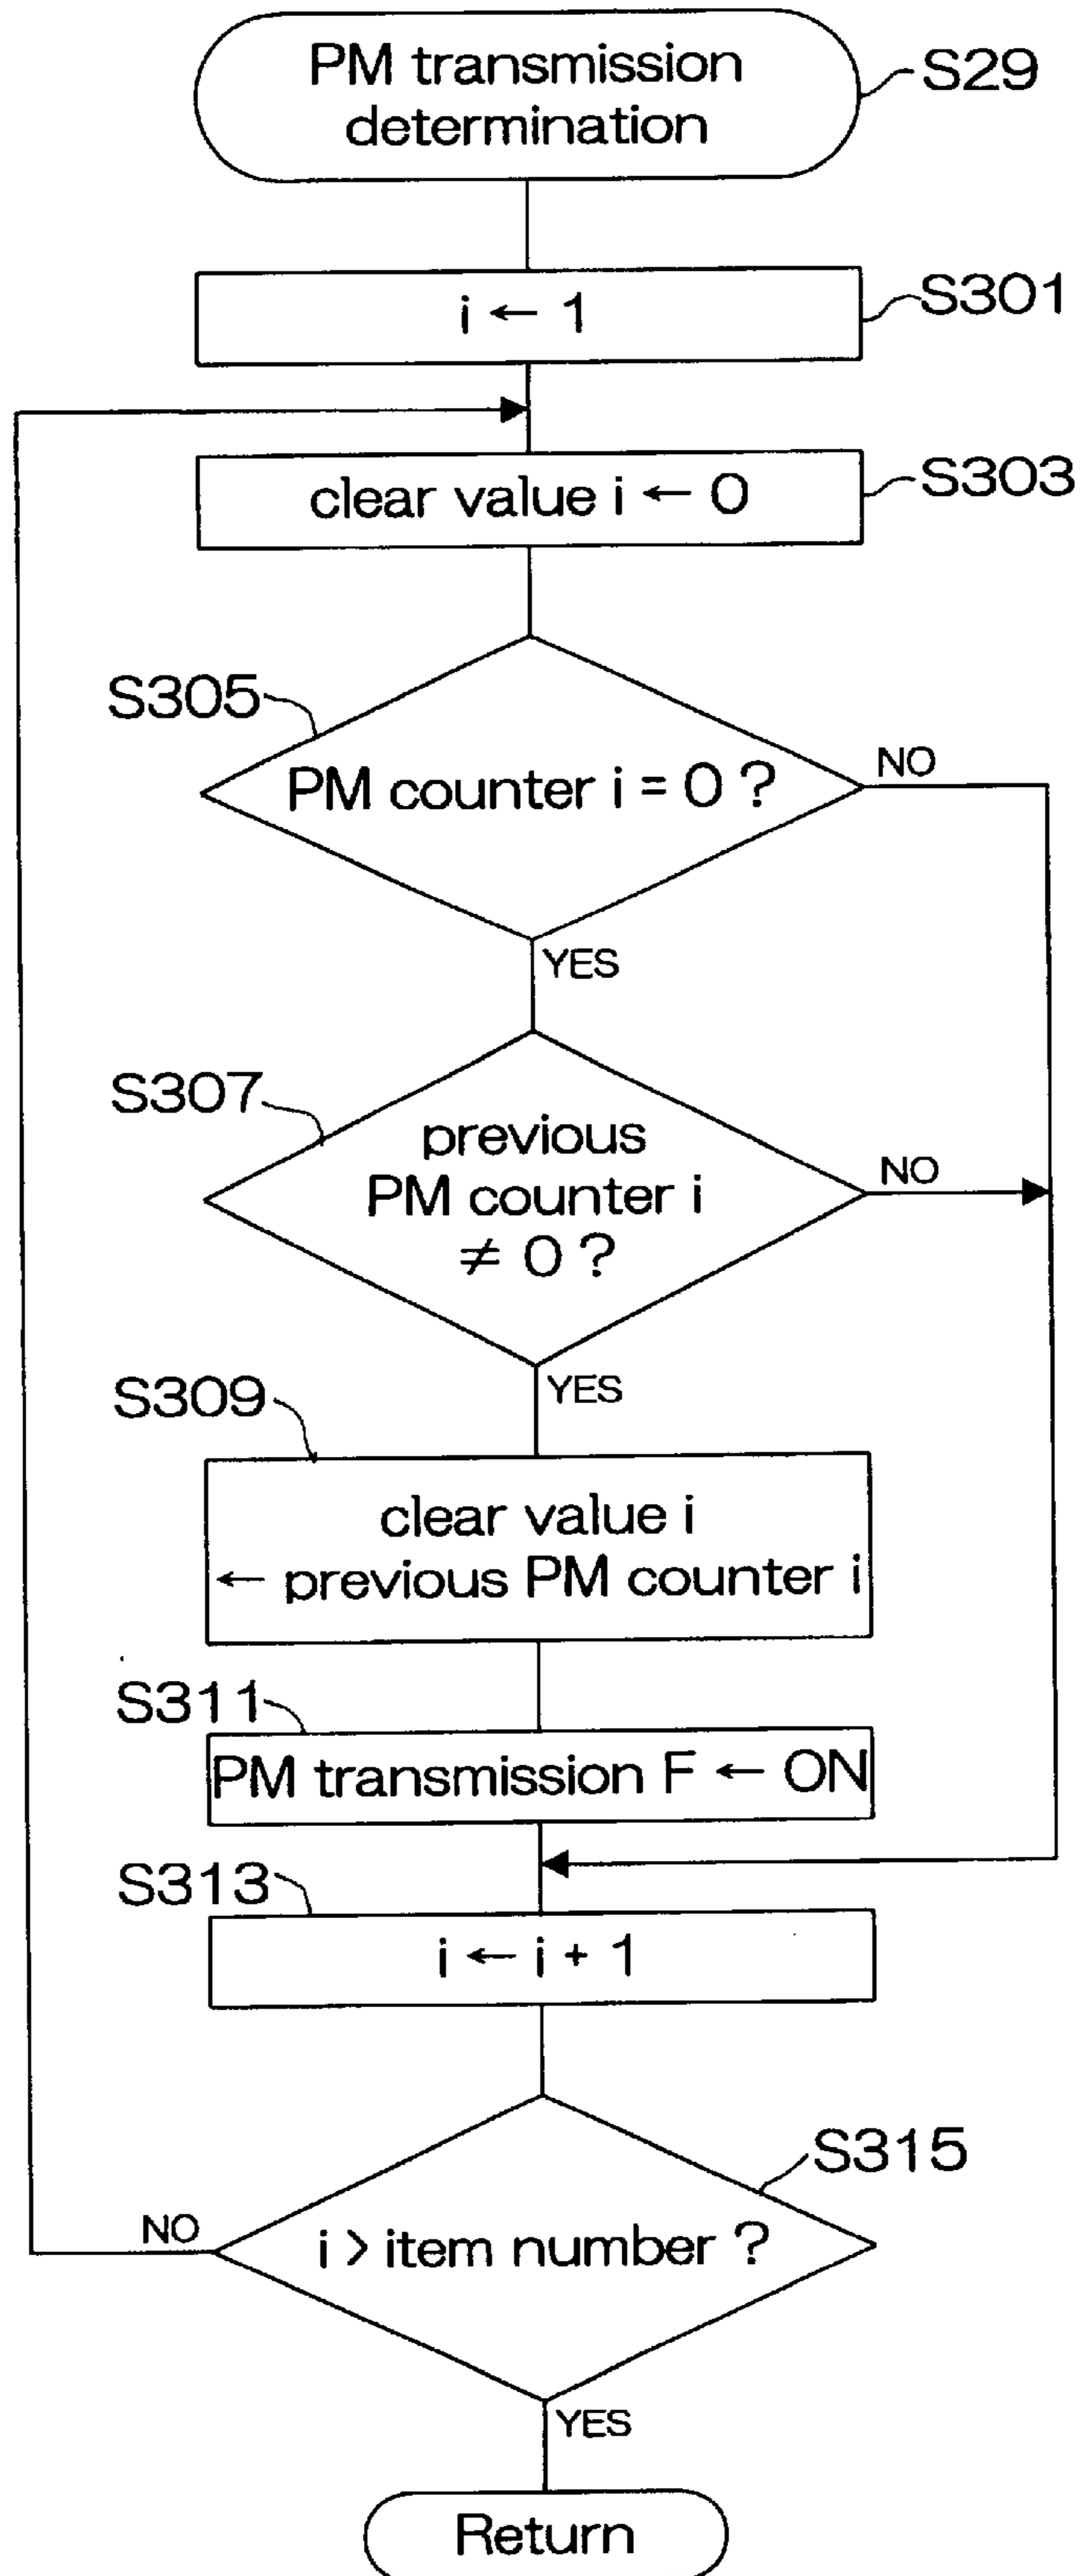 PM transmission
determination
S29
i ← 1
S301
clear value i ← 0
S303
S305
PM counter i = 0 ?
NO
YES
S307
previous
PM counter i
≠ 0 ?
NO
YES
S309
clear value i
← previous PM counter i
S311
PM transmission F ← ON
S313
i ← i + 1
S315
i > item number ?
NO
YES
Return